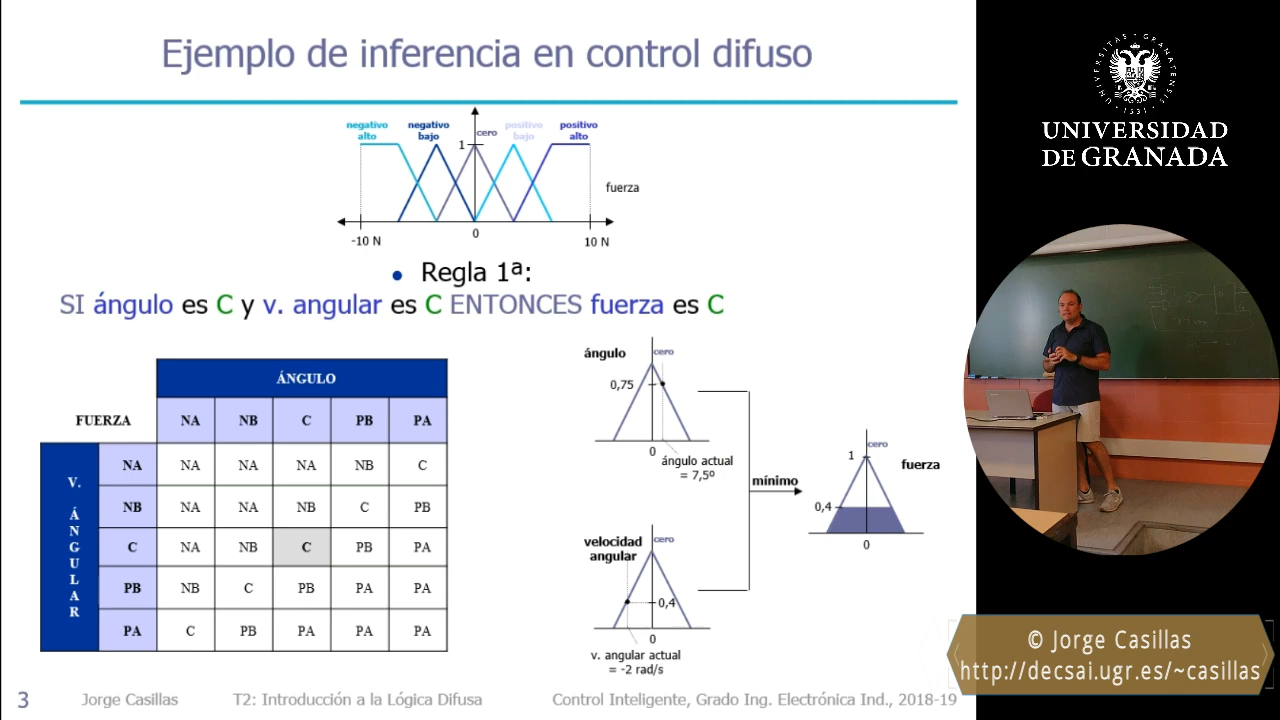 Ejemplo de inferencia en control difuso
negativo alto
negativo bajo
cero
positivo bajo
positivo alto
1
fuerza
-10 N
0
10 N
• Regla 1ª:
SI ángulo es C y v. angular es C ENTONCES fuerza es C
ÁNGULO
FUERZA NA NB C PB PA
V. ÁNGULAR
NA NA NA NA NB C
NB NA NA NB C PB
C NA NB C PB PA
PB NB C PB PA PA
PA C PB PA PA PA
ángulo
cero
0,75
0
ángulo actual
= 7,5º
mínimo
velocidad
angular
cero
0,4
0
v. angular actual
= -2 rad/s
cero
1
fuerza
0,4
0
3 Jorge Casillas T2: Introducción a la Lógica Difusa Control Inteligente, Grado Ing. Electrónica Ind., 2018-19
UNIVERSITAS · GRANATENSIS
· 1531 ·
UNIVERSIDAD
DE GRANADA
© Jorge Casillas
http://decsai.ugr.es/~casillas